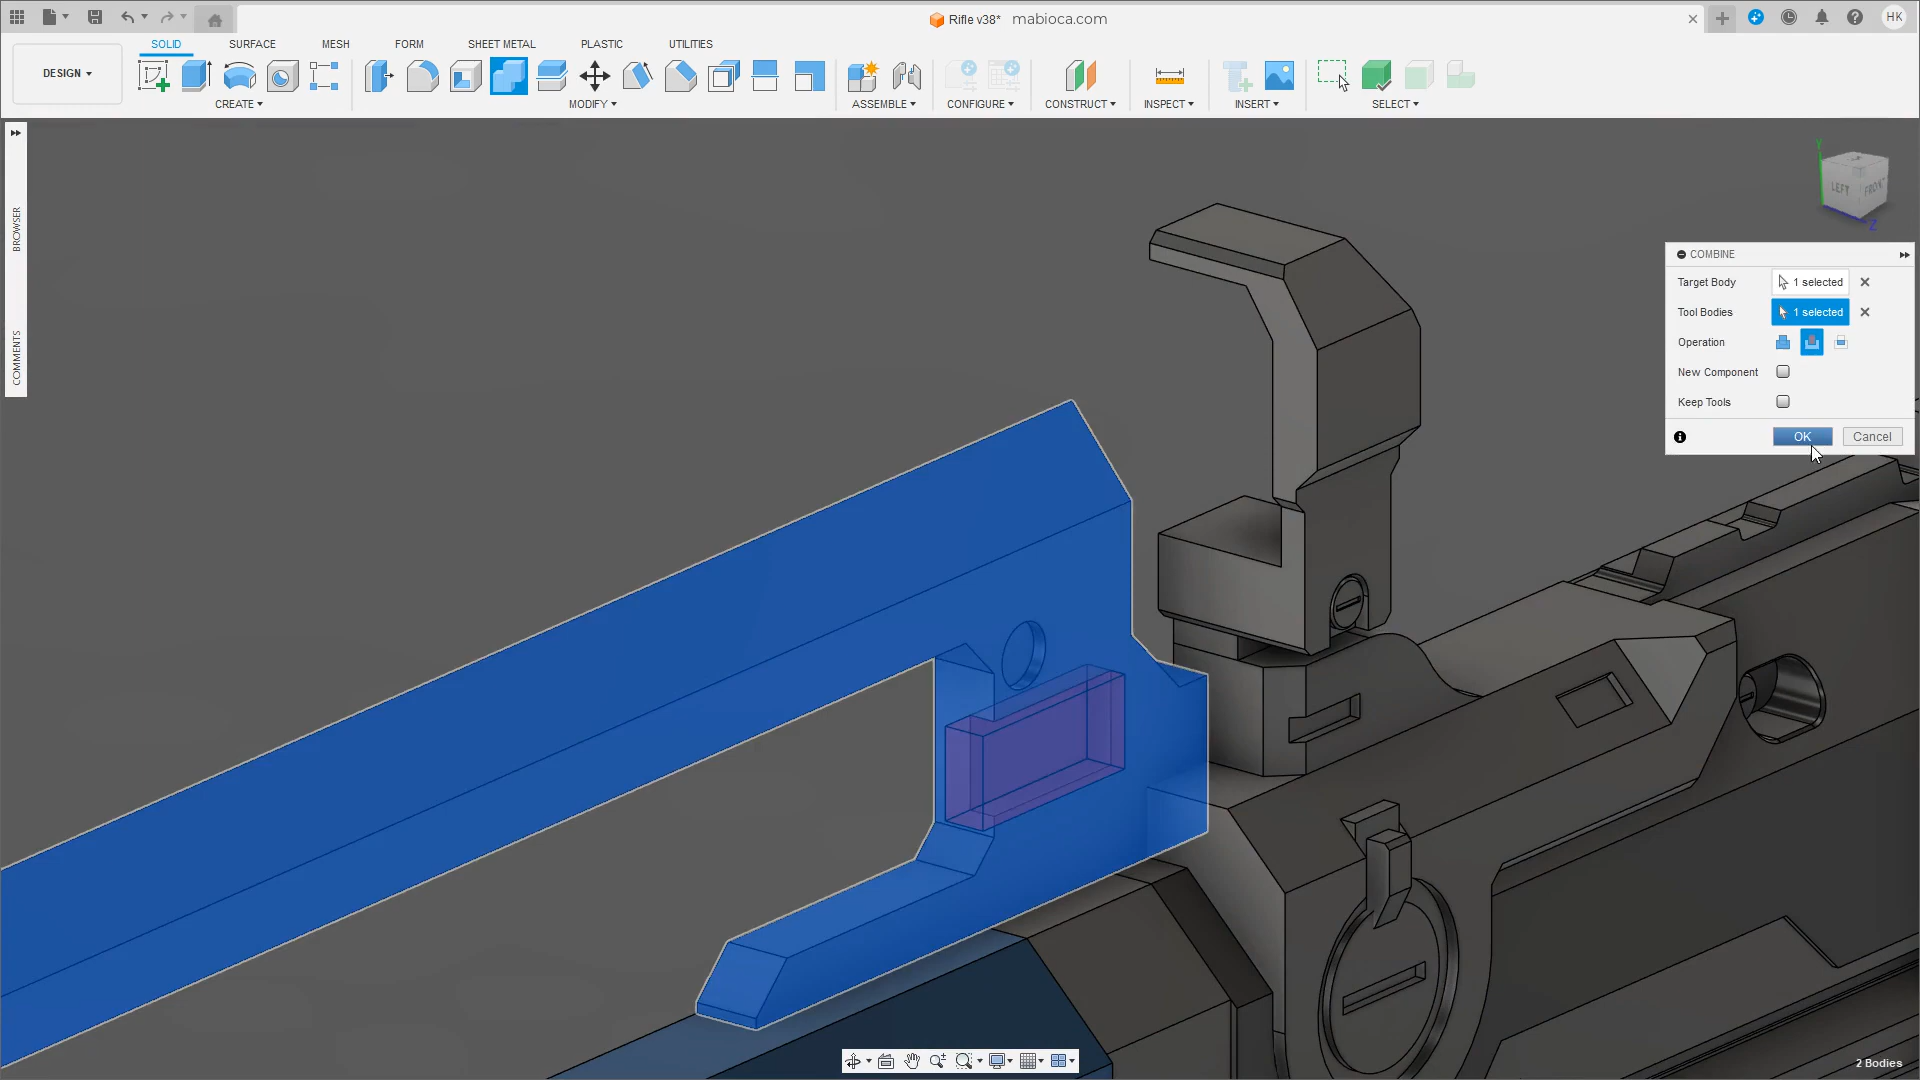 Rifle v38* mabioca.com
HK
SOLID SURFACE MESH FORM SHEET METAL PLASTIC UTILITIES
DESIGN
CREATE MODIFY ASSEMBLE CONFIGURE CONSTRUCT INSPECT INSERT SELECT
BROWSER
COMMENTS
Y
LEFT FRONT
Z
COMBINE
Target Body 1 selected
Tool Bodies 1 selected
Operation
New Component
Keep Tools
OK Cancel
2 Bodies